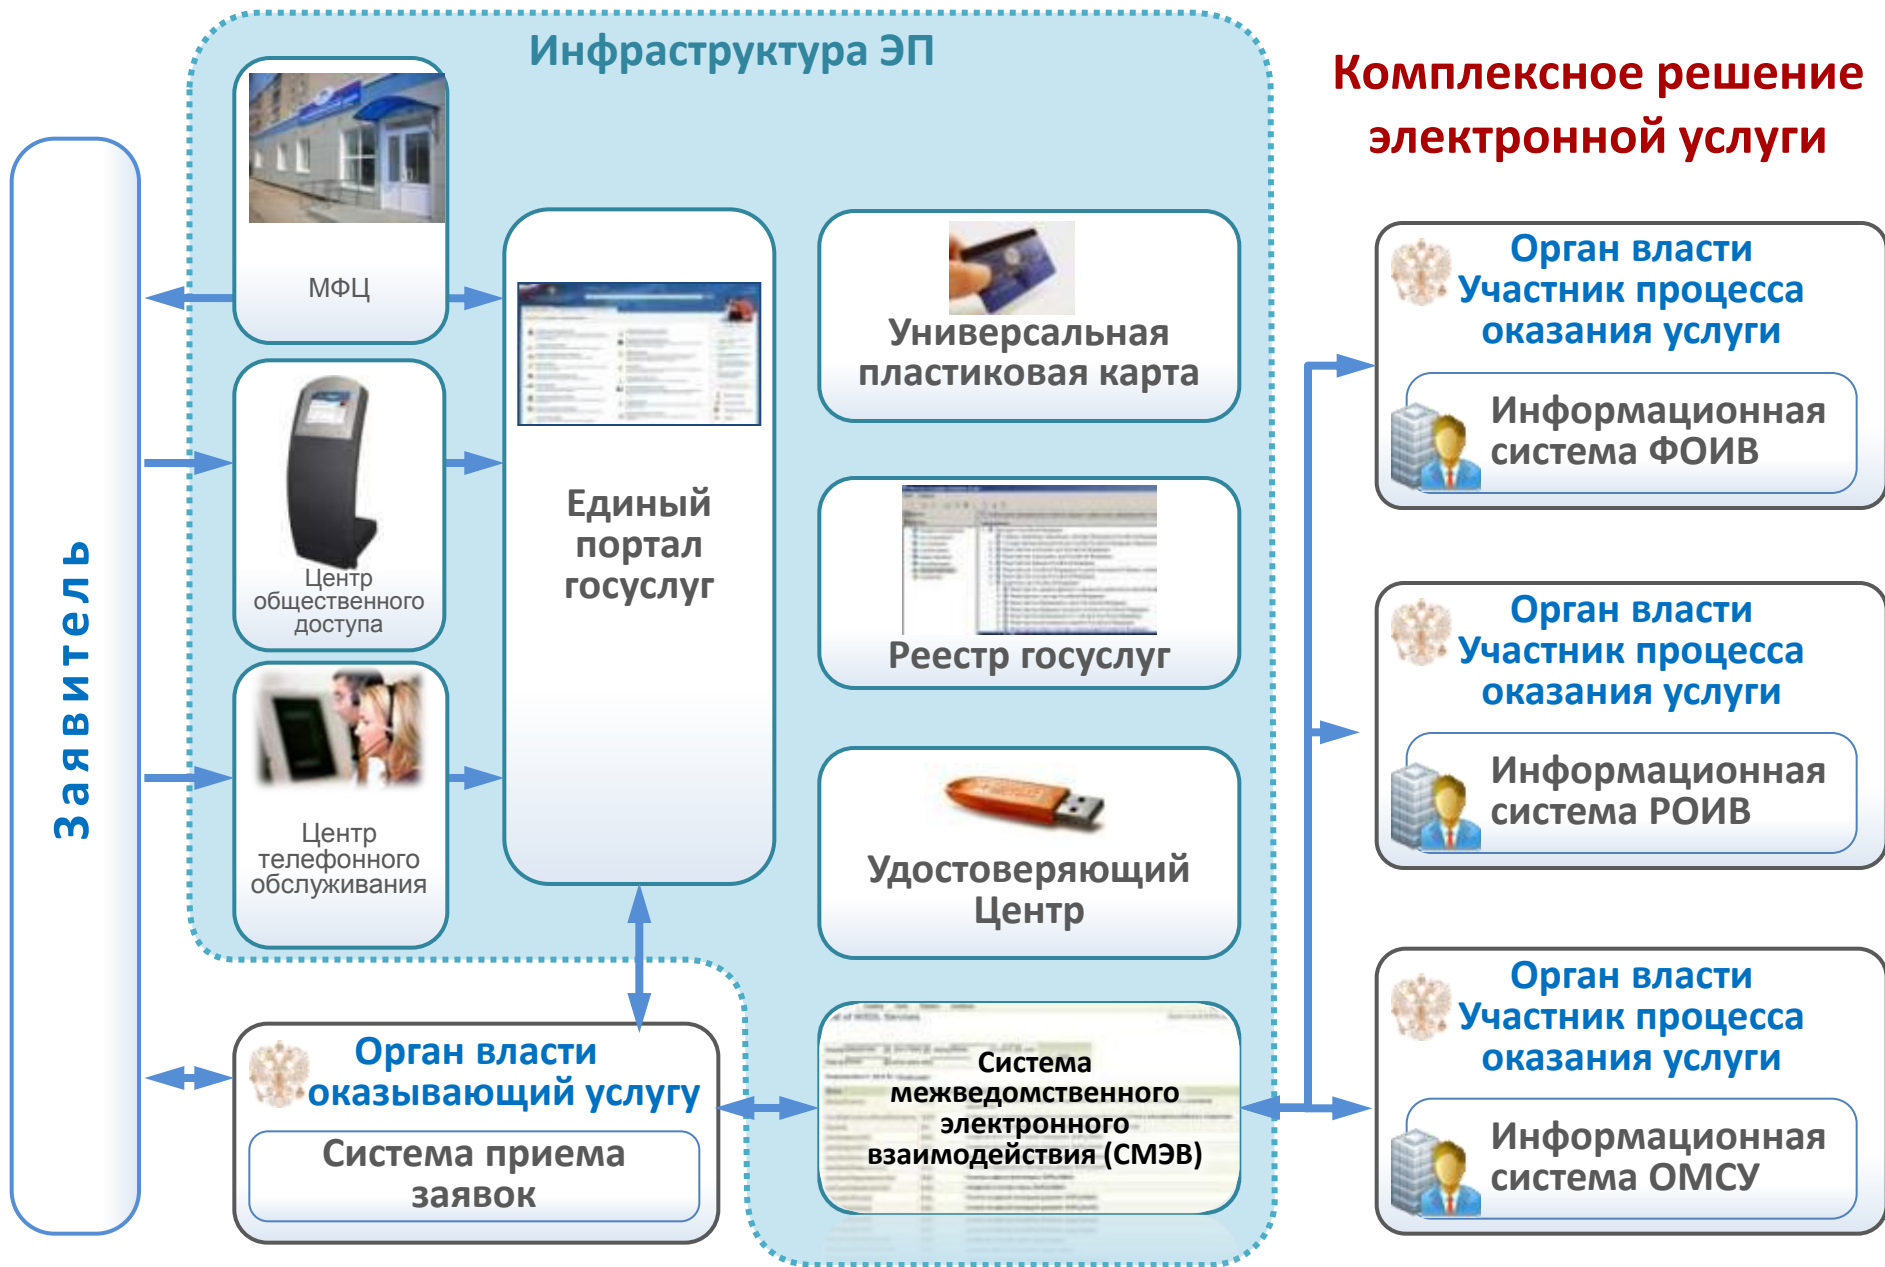 Инфраструктура ЭП
Комплексное решение
электронной услуги
Заявитель
МФЦ
Центр
общественного
доступа
Центр
телефонного
обслуживания
Единый
портал
госуслуг
Универсальная
пластиковая карта
Реестр госуслуг
Удостоверяющий
Центр
Система
межведомственного
электронного
взаимодействия (СМЭВ)
Орган власти
оказывающий услугу
Система приема
заявок
Орган власти
Участник процесса
оказания услуги
Информационная
система ФОИВ
Орган власти
Участник процесса
оказания услуги
Информационная
система РОИВ
Орган власти
Участник процесса
оказания услуги
Информационная
система ОМСУ